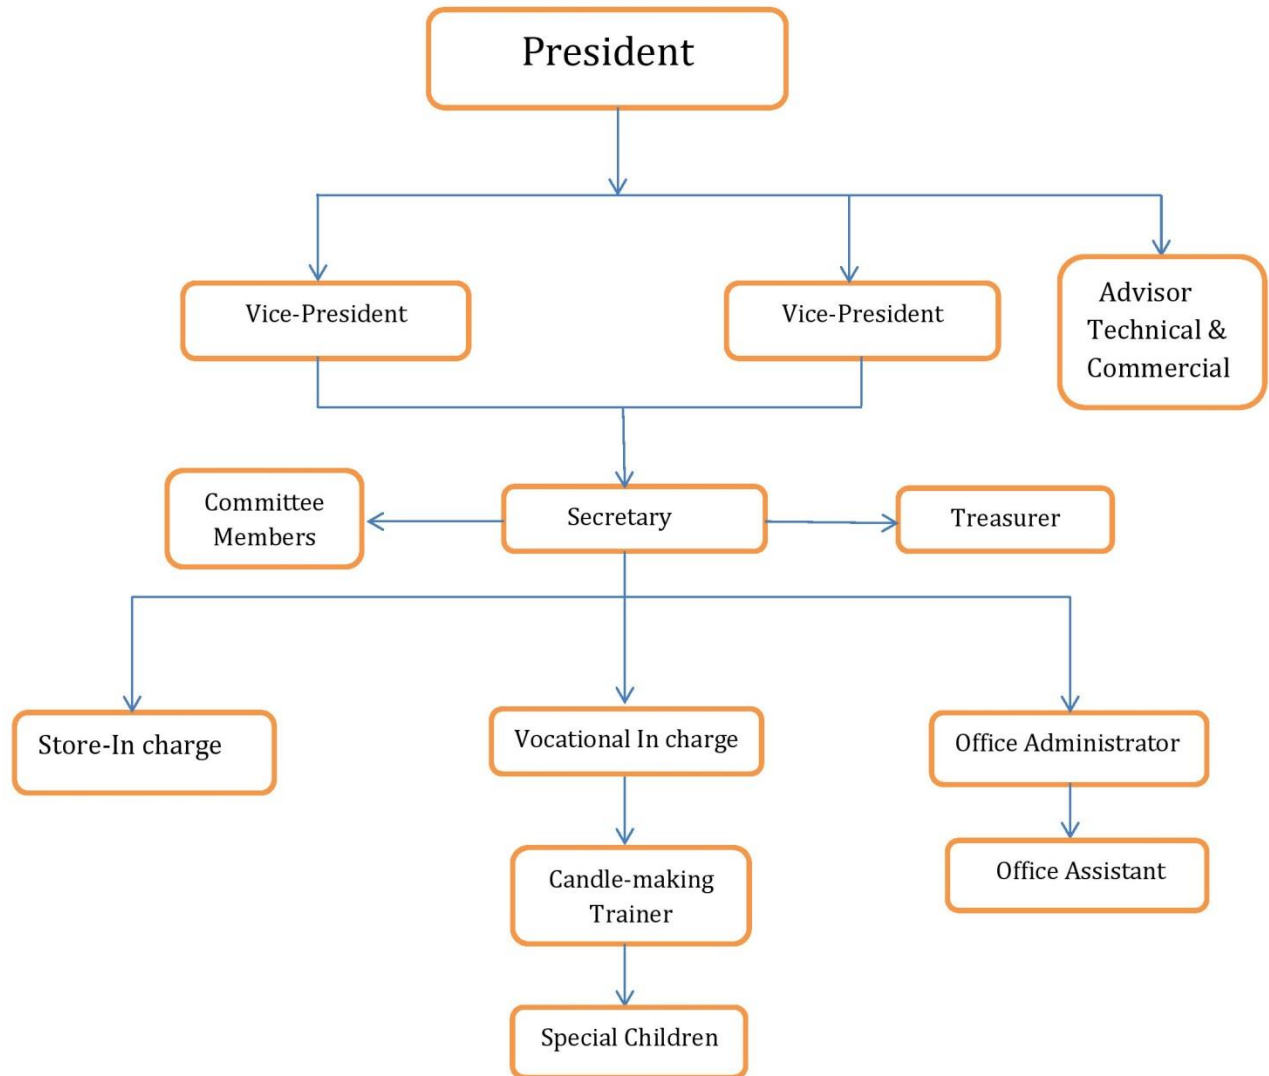 President
Vice-President
Vice-President
Advisor
Technical &
Commercial
Committee
Members
Secretary
Treasurer
Store-In charge
Vocational In charge
Office Administrator
Candle-making
Trainer
Office Assistant
Special Children